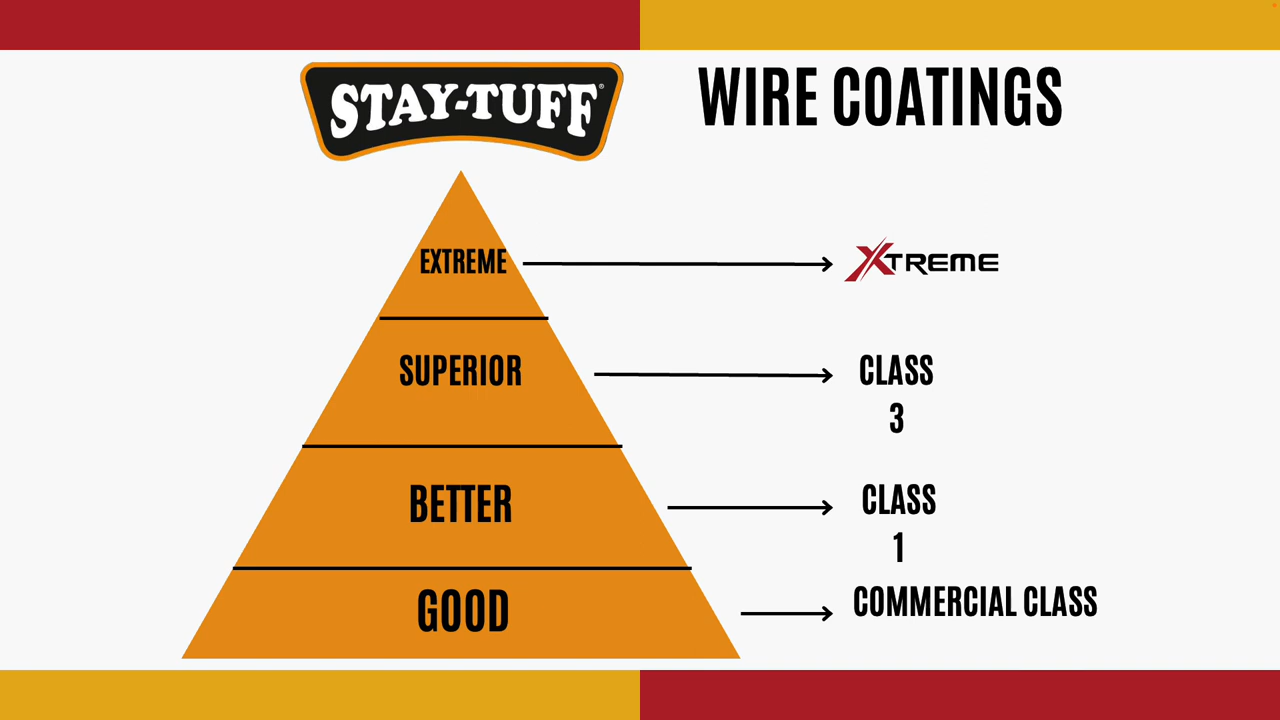 STAY-TUFF®
WIRE COATINGS
EXTREME
XTREME
SUPERIOR
CLASS
3
BETTER
CLASS
1
GOOD
COMMERCIAL CLASS